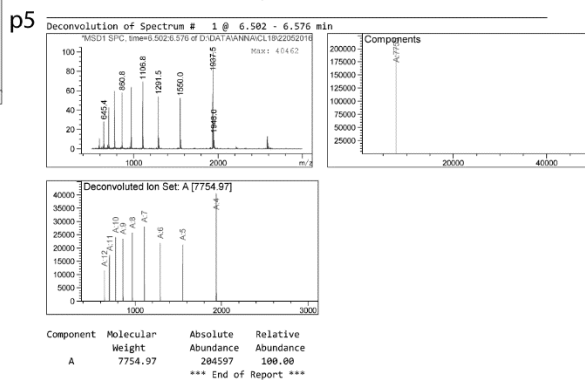 p5
Deconvolution of Spectrum # 1 @ 6.502 - 6.576 min
*MSD1 SPC, time=6.502:6.576 of D:\DATA\ANNA\CL18\22052016
Max: 40462
100
80
60
40
20
0
645.4
860.8
1106.8
1291.5
1550.0
1937.5
1948.0
1000
2000
m/z
Components
200000
175000
150000
125000
100000
75000
50000
25000
20000
40000
Deconvoluted Ion Set: A [7754.97]
40000
35000
30000
25000
20000
15000
10000
5000
0
A:12
A:11
A:10
A:9
A:8
A:7
A:6
A:5
A:4
1000
2000
3000
Component Molecular Absolute Relative
Weight Abundance Abundance
A 7754.97 204597 100.00
*** End of Report ***